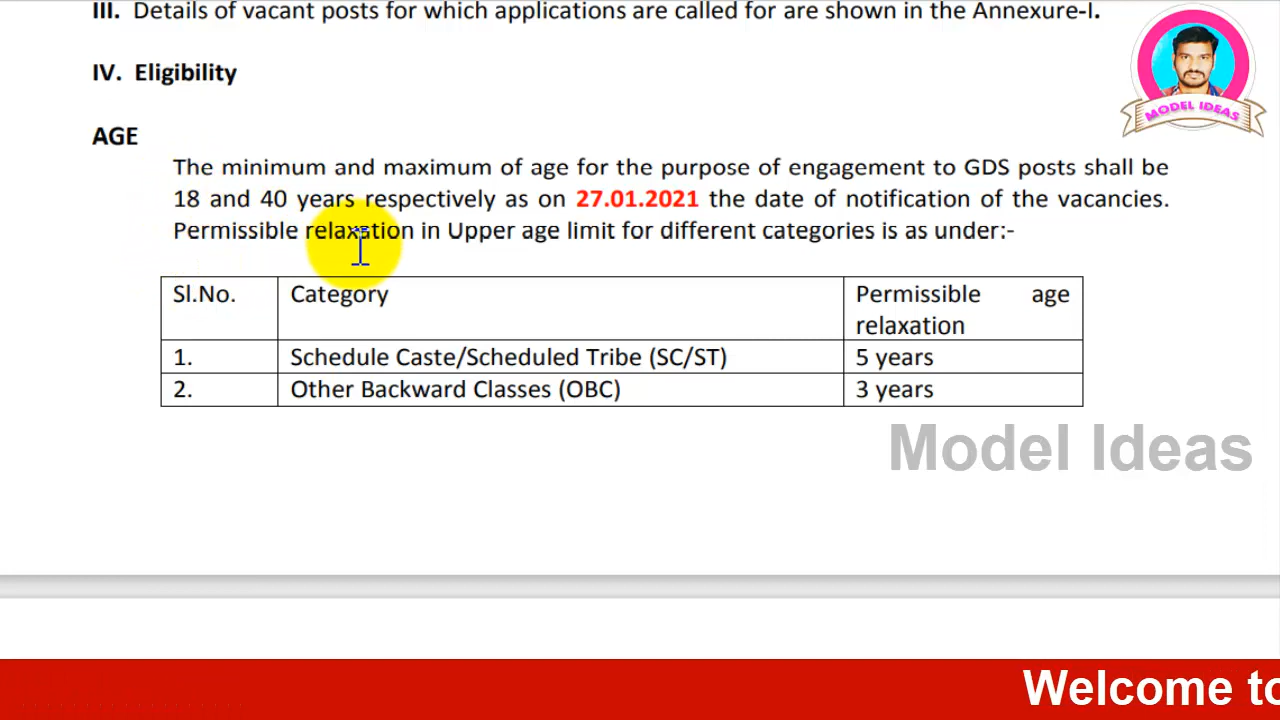 III. Details of vacant posts for which applications are called for are shown in the Annexure-I.
IV. Eligibility
AGE
The minimum and maximum of age for the purpose of engagement to GDS posts shall be
18 and 40 years respectively as on 27.01.2021 the date of notification of the vacancies.
Permissible relaxation in Upper age limit for different categories is as under:-
Sl.No. Category Permissible age
relaxation
1. Schedule Caste/Scheduled Tribe (SC/ST) 5 years
2. Other Backward Classes (OBC) 3 years
MODEL IDEAS
Model Ideas
Welcome to